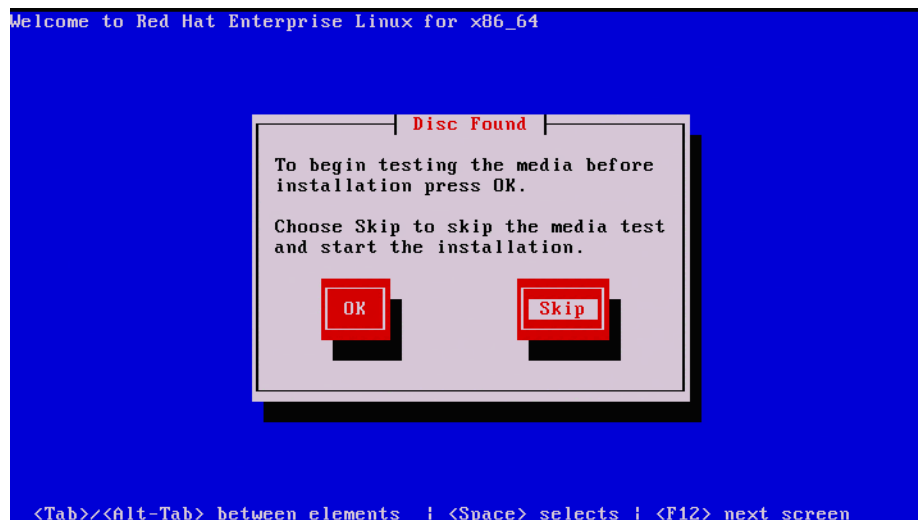 Welcome to Red Hat Enterprise Linux for x86_64
Disc Found
To begin testing the media before
installation press OK.
Choose Skip to skip the media test
and start the installation.
OK Skip
<Tab>/<Alt-Tab> between elements | <Space> selects | <F12> next screen